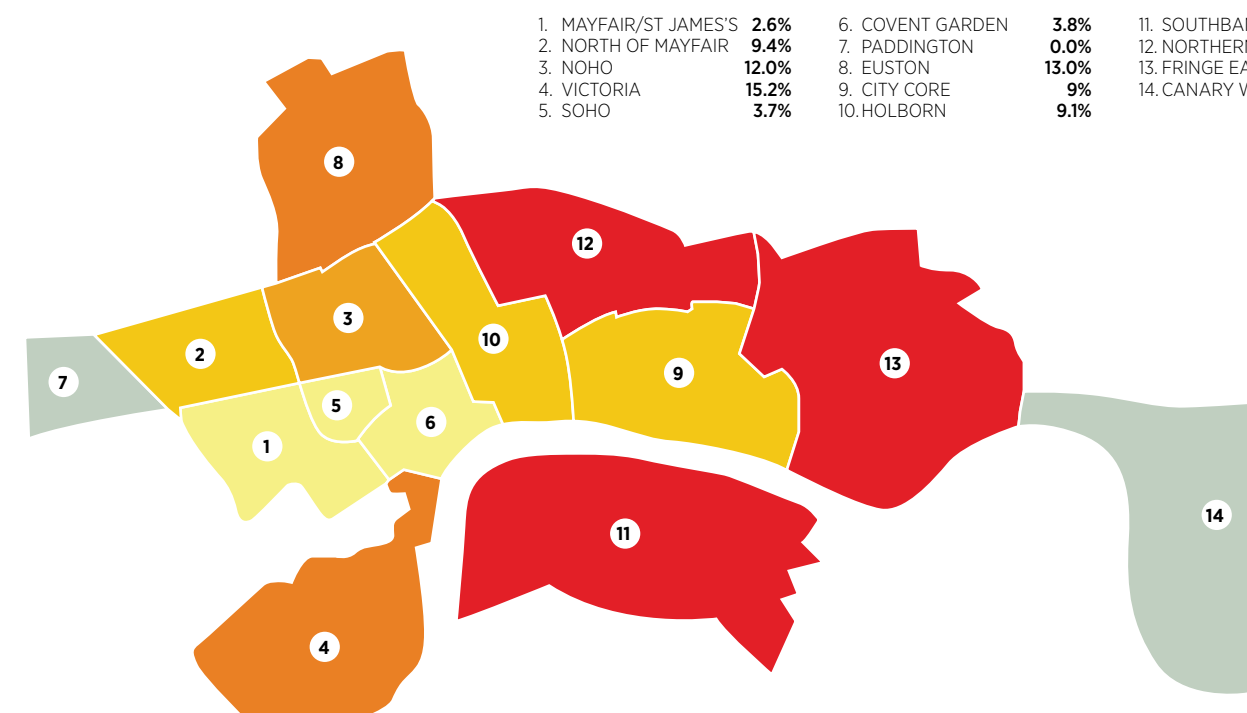 1. MAYFAIR/ST JAMES'S 2.6%
2. NORTH OF MAYFAIR 9.4%
3. NOHO 12.0%
4. VICTORIA 15.2%
5. SOHO 3.7%
6. COVENT GARDEN 3.8%
7. PADDINGTON 0.0%
8. EUSTON 13.0%
9. CITY CORE 9%
10. HOLBORN 9.1%
11.
12.
13. FRINGE
14. CANARY
8
12
3
10
2
9
13
7
5
6
1
14
11
4